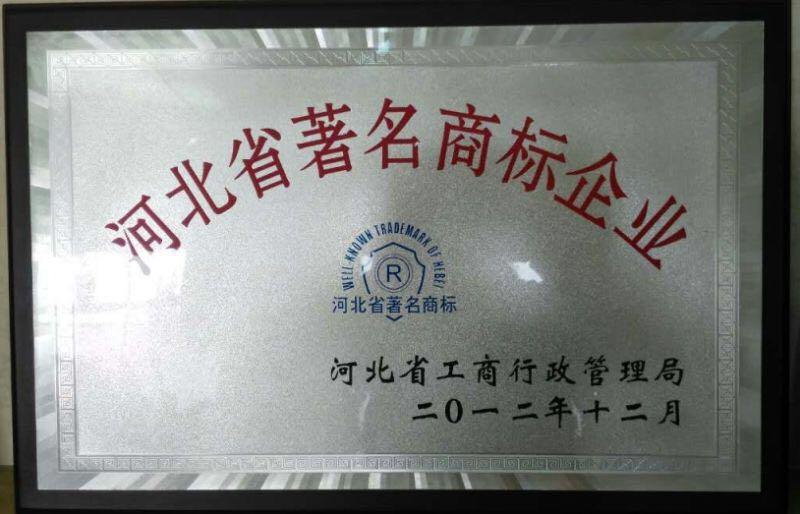 河北省著名商标企业
WELL-KNOWN TRADEMARK OF HEBEI
R
河北省著名商标
河北省工商行政管理局
二〇一二年十二月